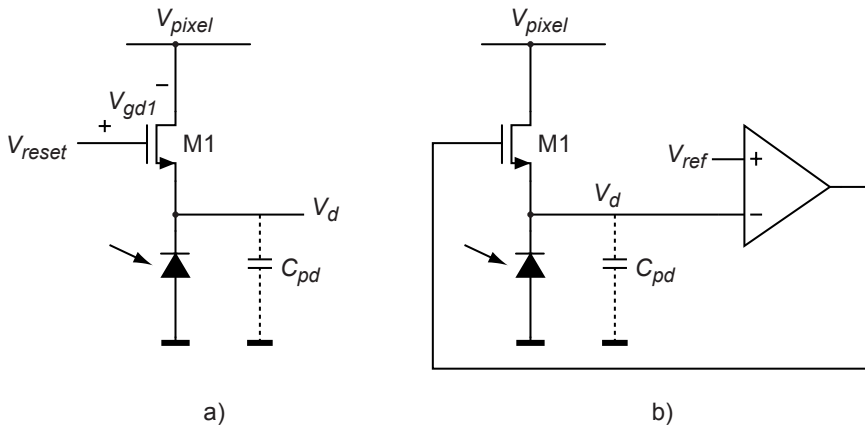 V_pixel
V_gd1
+
−
V_reset
M1
V_d
C_pd
a)
V_pixel
M1
V_ref
+
−
V_d
C_pd
b)